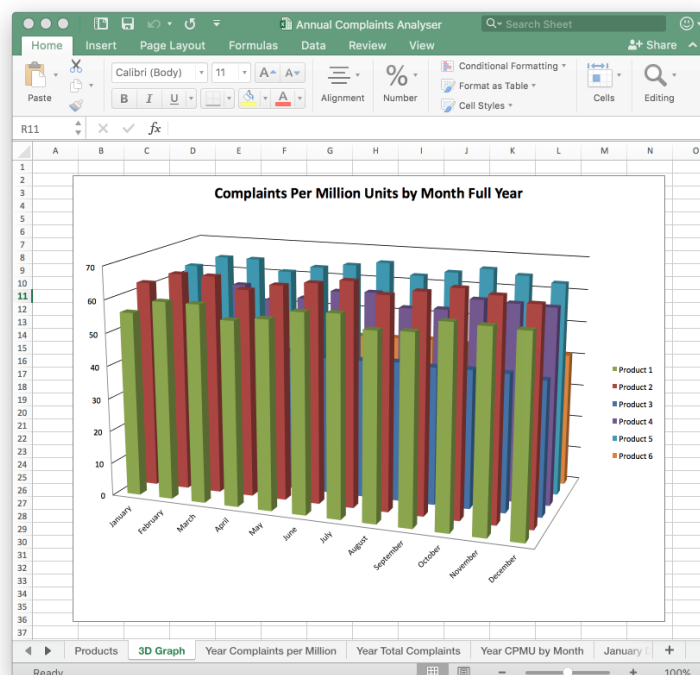 Annual Complaints Analyser
Search Sheet
Home Insert Page Layout Formulas Data Review View
Share
Paste
Calibri (Body) 11 A A
B I U A
Alignment
%
Number
Conditional Formatting
Format as Table
Cell Styles
Cells
Editing
R11 fx
A B C D E F G H I J K L M N O
1
2
3
4
5
6
7
8
9
10
11
12
13
14
15
16
17
18
19
20
21
22
23
24
25
26
27
28
29
30
31
32
33
34
35
36
37
Complaints Per Million Units by Month Full Year
70
60
50
40
30
20
10
0
January
February
March
April
May
June
July
August
September
October
November
December
Product 1
Product 2
Product 3
Product 4
Product 5
Product 6
Products 3D Graph Year Complaints per Million Year Total Complaints Year CPMU by Month January +
Ready
100%